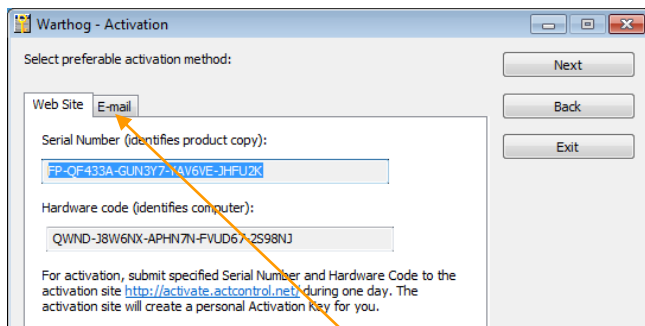 Warthog - Activation
Select preferable activation method:
Next
Web Site E-mail
Back
Serial Number (identifies product copy):
Exit
FP-QF433A-GUN3Y7-YAV6VE-JHFU2K
Hardware code (identifies computer):
QWND-J8W6NX-APHN7N-FVUD67-2S98NJ
For activation, submit specified Serial Number and Hardware Code to the
activation site http://activate.actcontrol.net/ during one day. The
activation site will create a personal Activation Key for you.